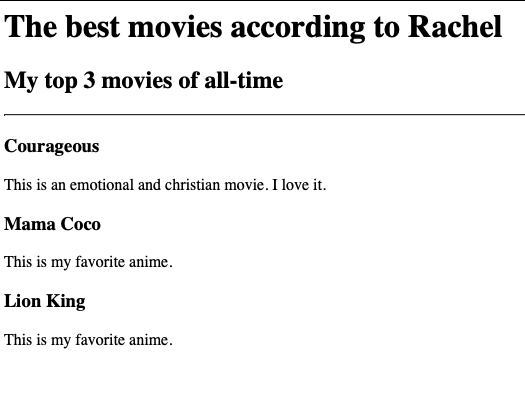 The best movies according to Rachel
My top 3 movies of all-time
Courageous
This is an emotional and christian movie. I love it.
Mama Coco
This is my favorite anime.
Lion King
This is my favorite anime.